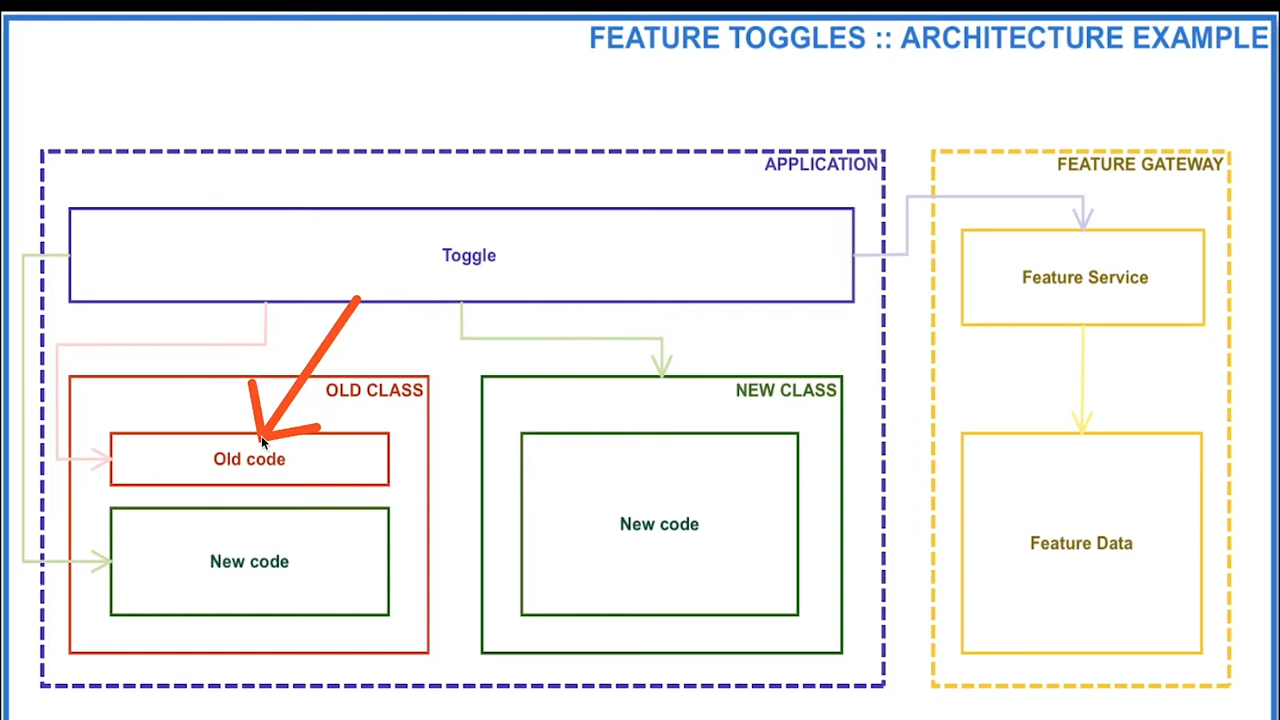 FEATURE TOGGLES :: ARCHITECTURE EXAMPLE
APPLICATION
FEATURE GATEWAY
Toggle
Feature Service
OLD CLASS
NEW CLASS
Old code
New code
New code
Feature Data